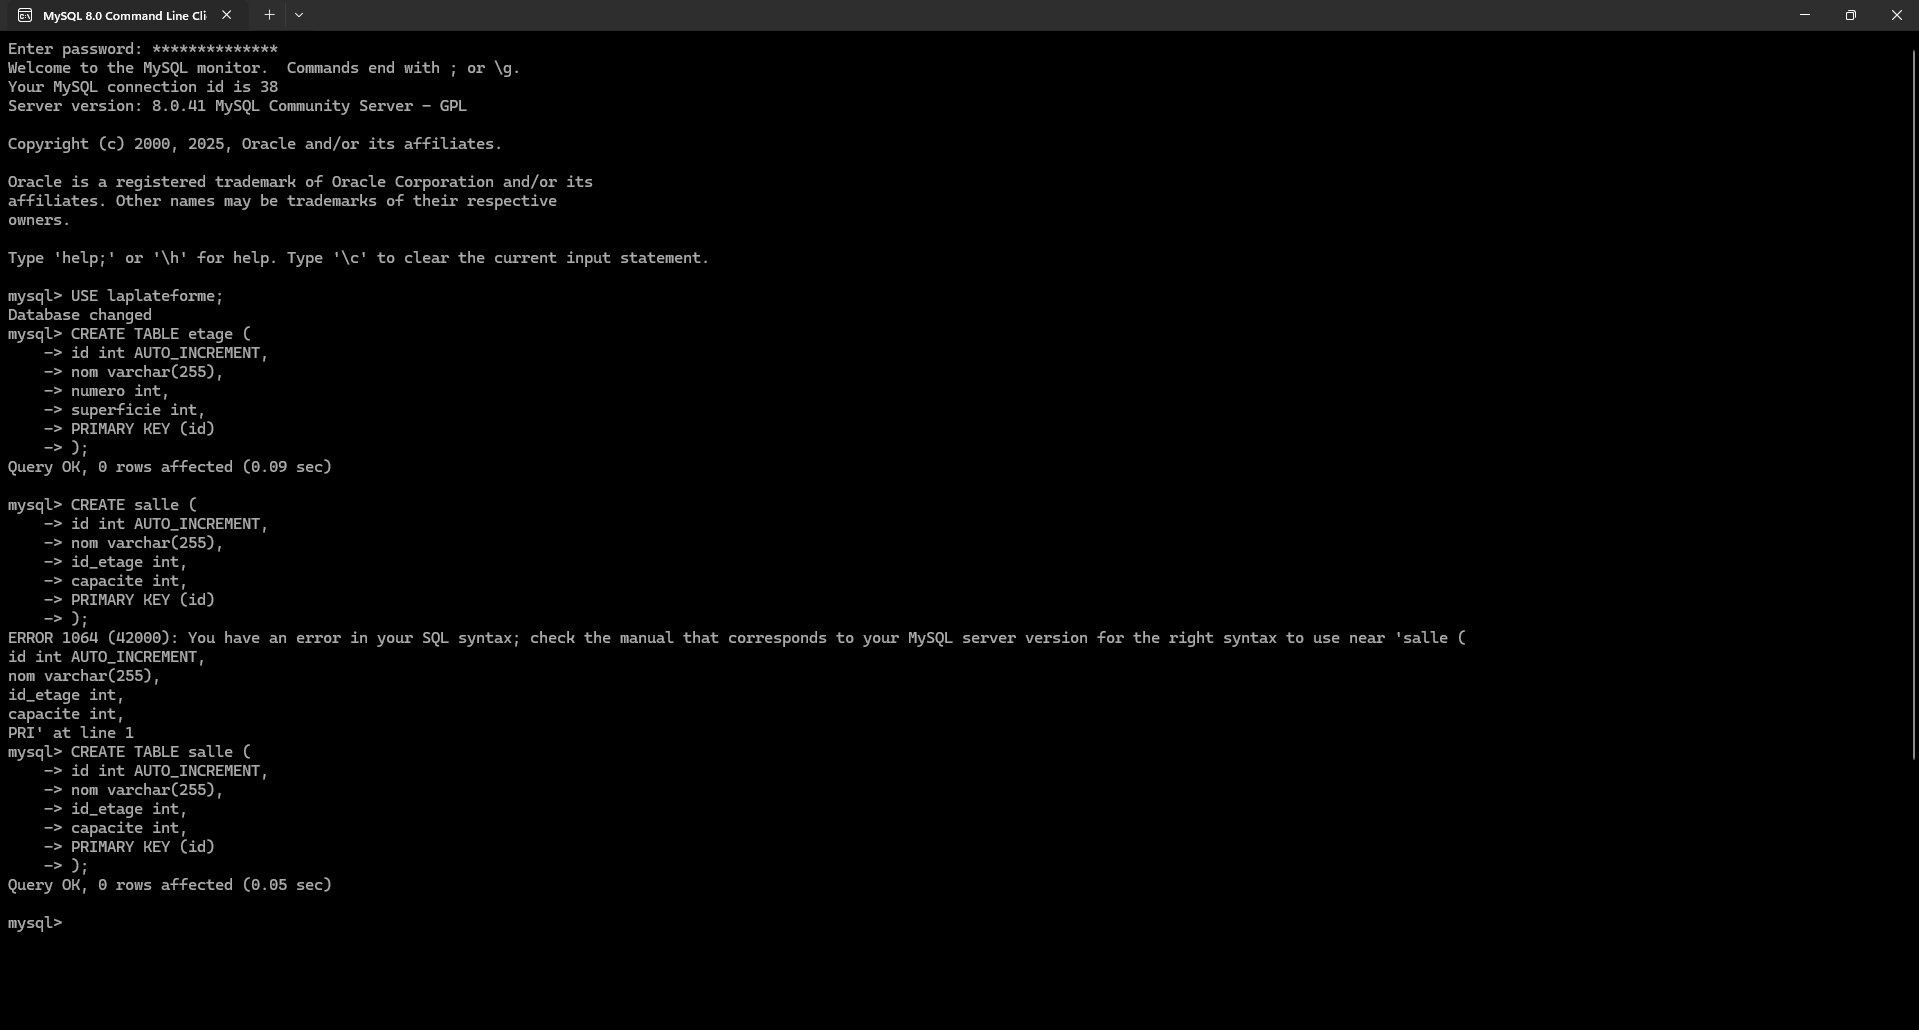 MySQL 8.0 Command Line Cli
Enter password: **************
Welcome to the MySQL monitor.  Commands end with ; or \g.
Your MySQL connection id is 38
Server version: 8.0.41 MySQL Community Server - GPL
Copyright (c) 2000, 2025, Oracle and/or its affiliates.
Oracle is a registered trademark of Oracle Corporation and/or its
affiliates. Other names may be trademarks of their respective
owners.
Type 'help;' or '\h' for help. Type '\c' to clear the current input statement.
mysql> USE laplateforme;
Database changed
mysql> CREATE TABLE etage (
    -> id int AUTO_INCREMENT,
    -> nom varchar(255),
    -> numero int,
    -> superficie int,
    -> PRIMARY KEY (id)
    -> );
Query OK, 0 rows affected (0.09 sec)
mysql> CREATE salle (
    -> id int AUTO_INCREMENT,
    -> nom varchar(255),
    -> id_etage int,
    -> capacite int,
    -> PRIMARY KEY (id)
    -> );
ERROR 1064 (42000): You have an error in your SQL syntax; check the manual that corresponds to your MySQL server version for the right syntax to use near 'salle (
id int AUTO_INCREMENT,
nom varchar(255),
id_etage int,
capacite int,
PRI' at line 1
mysql> CREATE TABLE salle (
    -> id int AUTO_INCREMENT,
    -> nom varchar(255),
    -> id_etage int,
    -> capacite int,
    -> PRIMARY KEY (id)
    -> );
Query OK, 0 rows affected (0.05 sec)
mysql>